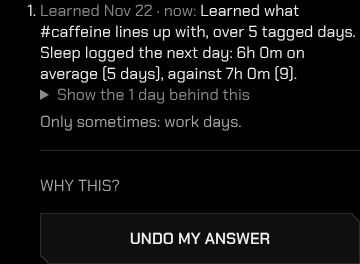 1. Learned Nov 22 · now: Learned what
#caffeine lines up with, over 5 tagged days.
Sleep logged the next day: 6h 0m on
average (5 days), against 7h 0m (9).
▶ Show the 1 day behind this
Only sometimes: work days.
WHY THIS?
UNDO MY ANSWER